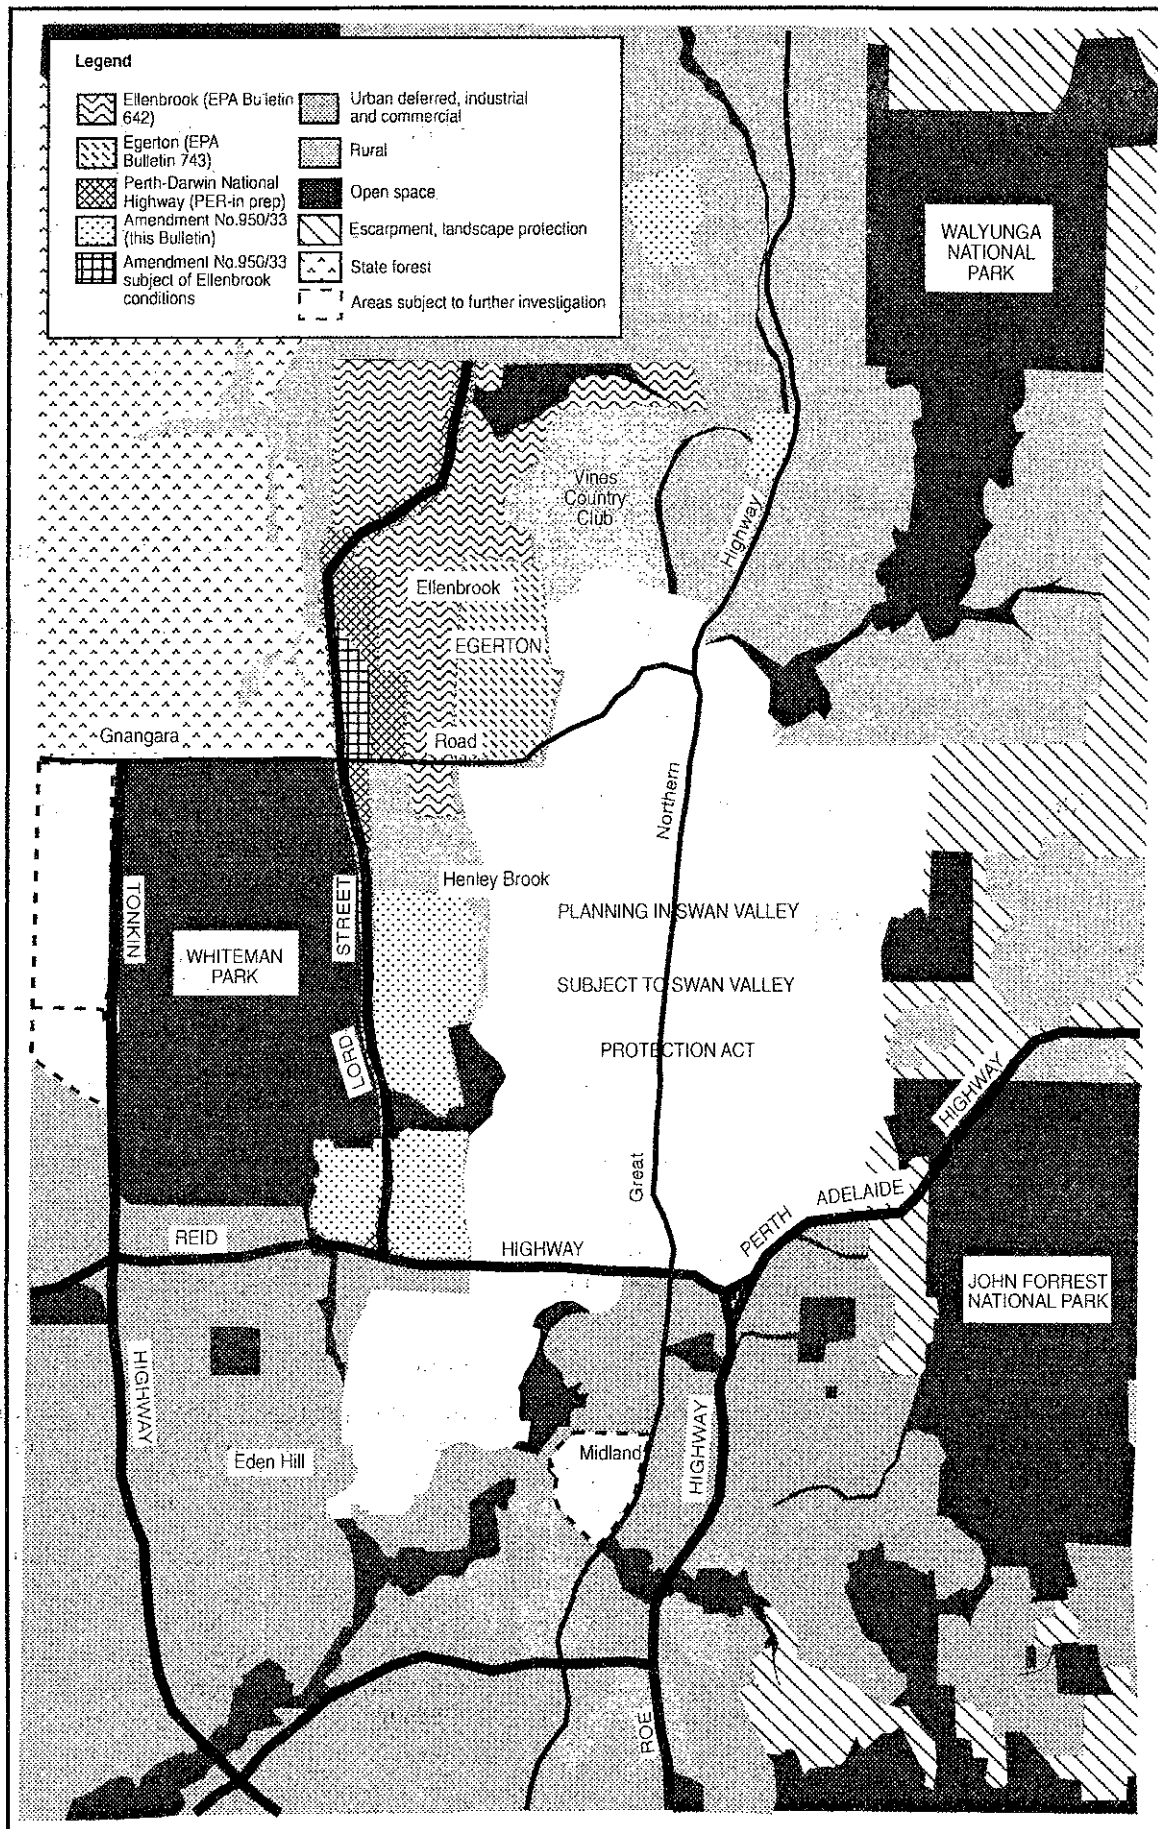 Legend
Ellenbrook (EPA Bulletin
642)
Egerton (EPA
Bulletin 743)
Perth-Darwin National
Highway (PER-in prep)
Amendment No.950/33
(this Bulletin)
Amendment No.950/33
subject of Ellenbrook
conditions
Urban deferred, industrial
and commercial
Rural
Open space
Escarpment, landscape protection
State forest
Areas subject to further investigation
WALYUNGA
NATIONAL
PARK
Vines
Country
Club
Highway
Ellenbrook
EGERTON
Gnangara
Road
Northern
Henley Brook
TONKIN
STREET
WHITEMAN
PARK
PLANNING IN SWAN VALLEY
SUBJECT TO SWAN VALLEY
PROTECTION ACT
LORD
HIGHWAY
Great
ADELAIDE
PERTH
REID
HIGHWAY
JOHN FORREST
NATIONAL PARK
HIGHWAY
HIGHWAY
Midland
Eden Hill
ROE